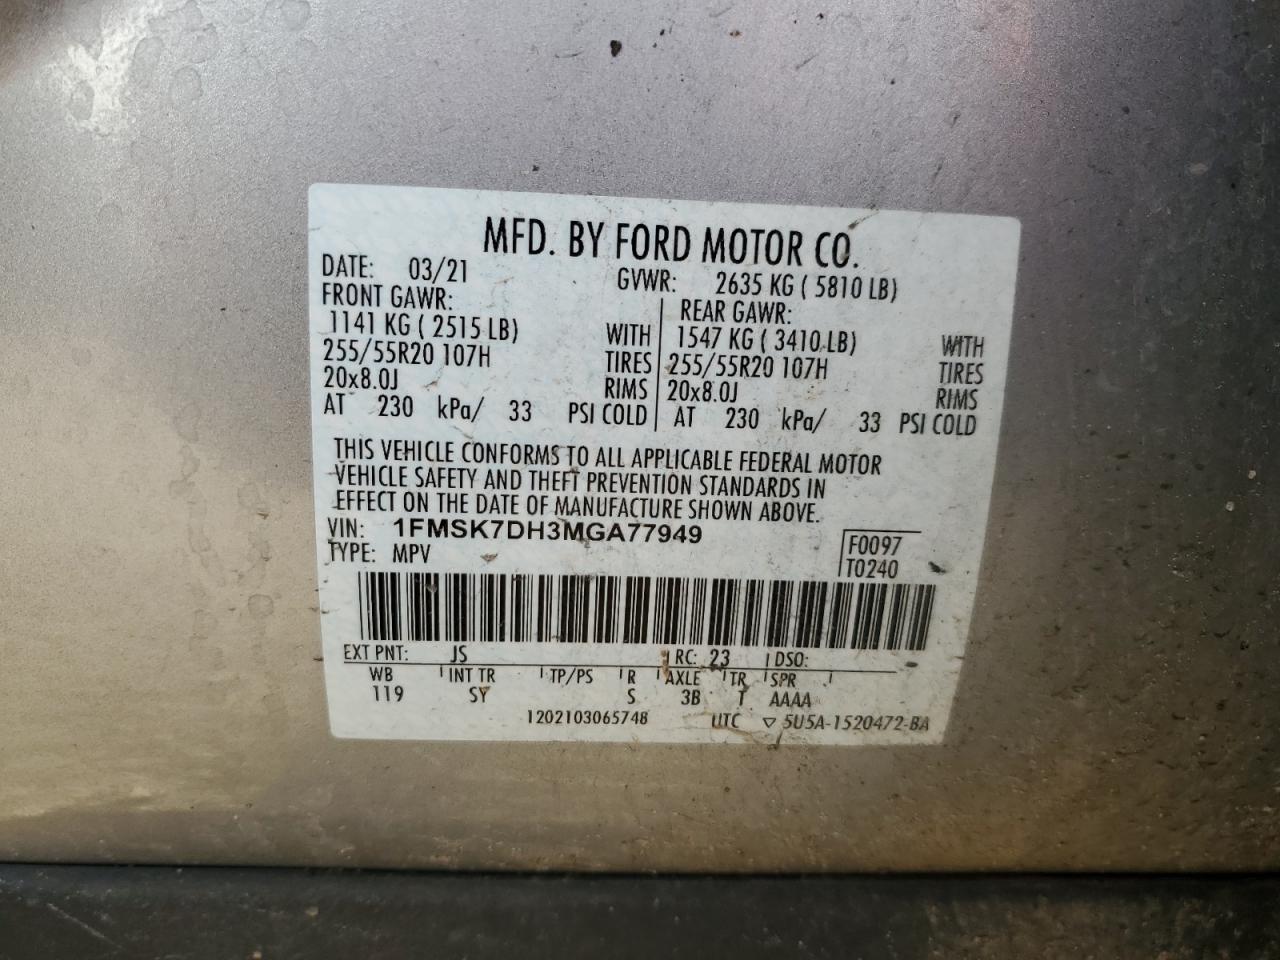 MFD. BY FORD MOTOR CO.
DATE: 03/21 GVWR: 2635 KG ( 5810 LB)
FRONT GAWR: REAR GAWR:
1141 KG ( 2515 LB) WITH 1547 KG ( 3410 LB) WITH
255/55R20 107H TIRES 255/55R20 107H TIRES
20x8.0J RIMS 20x8.0J RIMS
AT 230 kPa/ 33 PSI COLD AT 230 kPa/ 33 PSI COLD
THIS VEHICLE CONFORMS TO ALL APPLICABLE FEDERAL MOTOR
VEHICLE SAFETY AND THEFT PREVENTION STANDARDS IN
EFFECT ON THE DATE OF MANUFACTURE SHOWN ABOVE.
VIN: 1FMSK7DH3MGA77949
TYPE: MPV
F0097
T0240
EXT PNT: JS RC: 23 DSO:
WB INT TR TP/PS R AXLE TR SPR
119 SY S 3B T AAAA
1202103065748 UTC ▽ 5U5A-1520472-BA